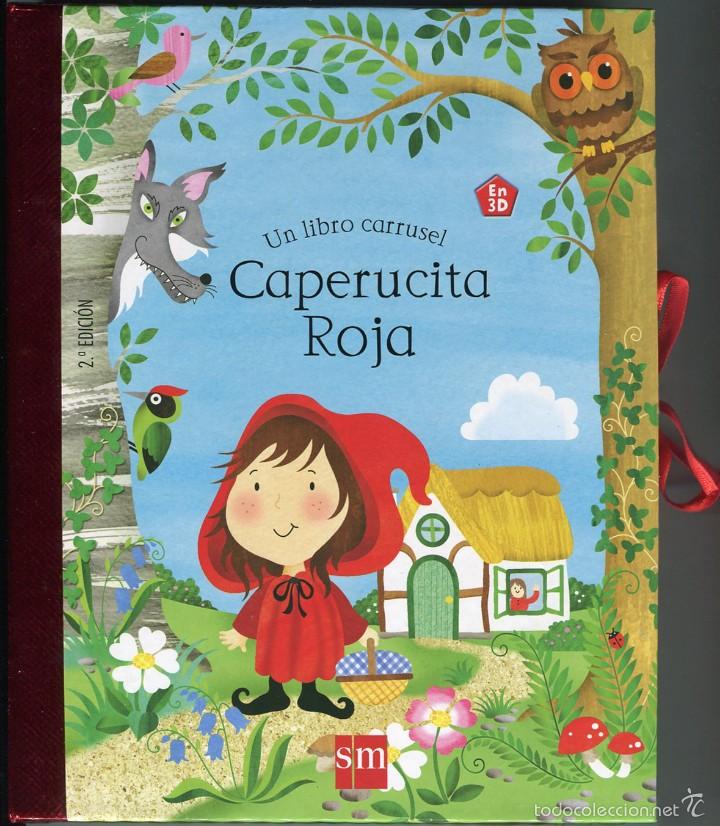 En
3D
Un libro carrusel
Caperucita
Roja
2.ª EDICIÓN
sm
todocoleccion.net